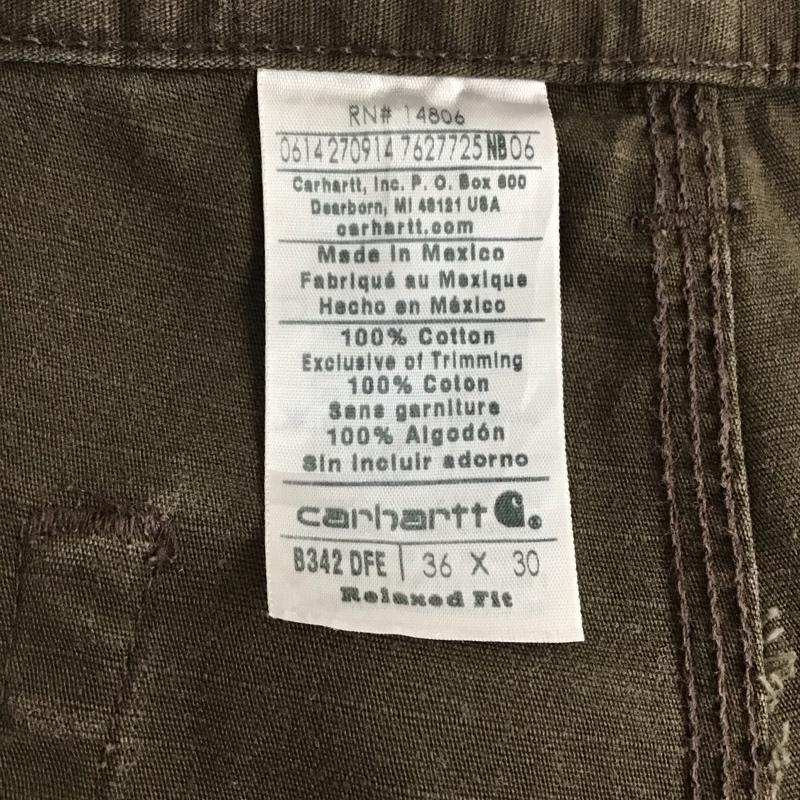 RN# 14806
0614270914 7627725 NB 06
Carhartt, Inc. P. O. Box 600
Dearborn, MI 48121 USA
carhartt.com
Made in Mexico
Fabriqué au Mexique
Hecho en México
100% Cotton
Exclusive of Trimming
100% Coton
Sans garniture
100% Algodón
Sin incluir adorno
carhartt ®
B342 DFE | 36 X 30
Relaxed Fit